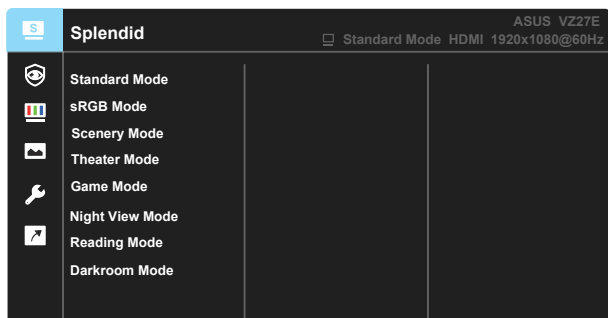 S
Splendid
ASUS VZ27E
Standard Mode HDMI 1920x1080@60Hz
Standard Mode
sRGB Mode
Scenery Mode
Theater Mode
Game Mode
Night View Mode
Reading Mode
Darkroom Mode